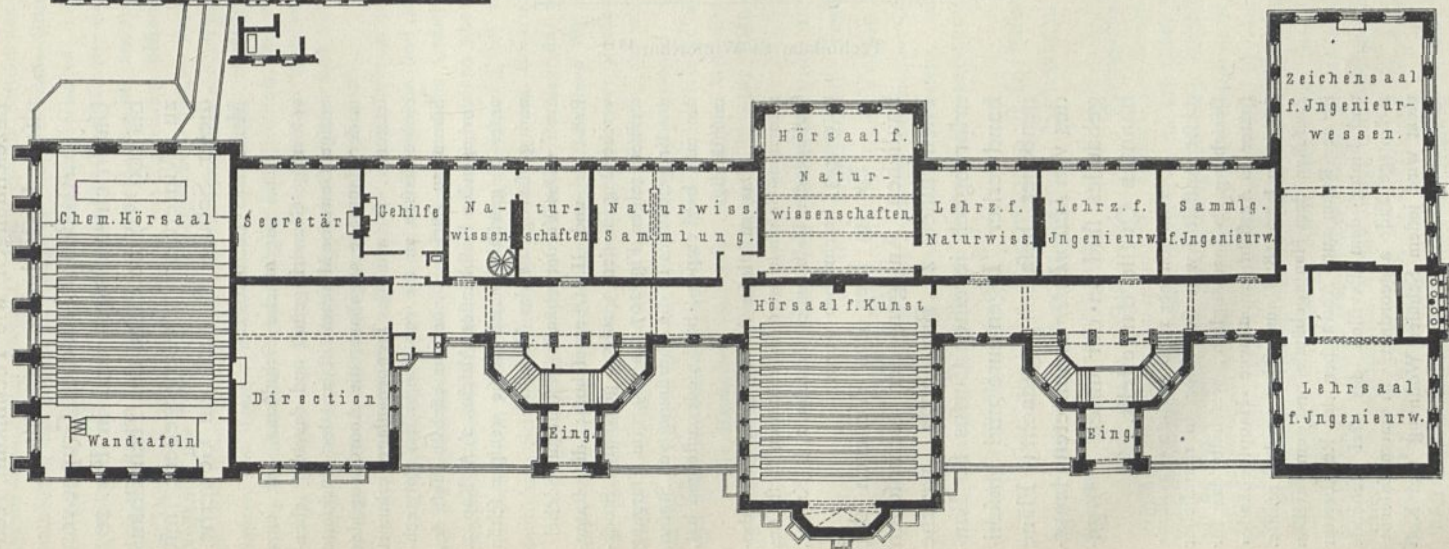 Zeichensaal
f. Jngenieur-
wessen.
Chem. Hörsaal
Secretär
Gehilfe
Na-
wissen-
tur-
schaften
Naturwiss.
Sammlung.
Hörsaal f.
Natur-
wissenschaften.
Lehrz. f.
Naturwiss.
Lehrz. f.
Jngenieurw.
Sammlg.
f. Jngenieurw.
Hörsaal f. Kunst
Direction
Wandtafeln
Eing.
Eing.
Lehrsaal
f. Jngenieurw.